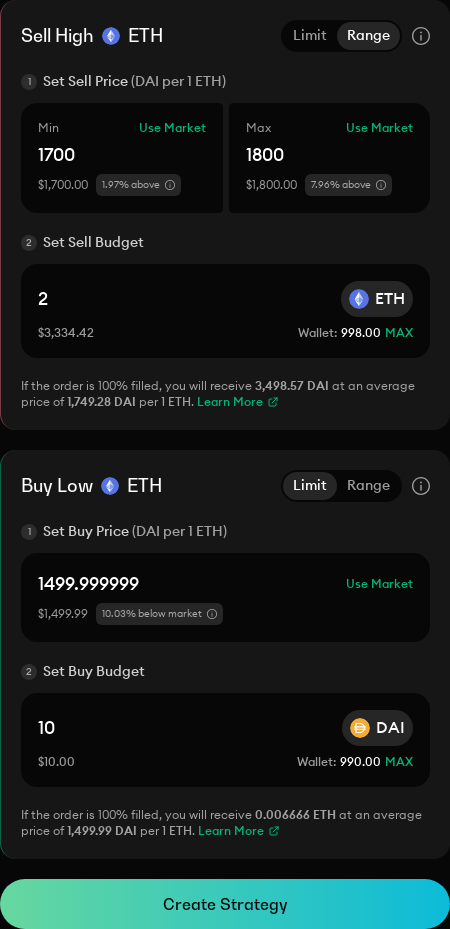 Sell High ETH Limit Range
1 Set Sell Price (DAI per 1 ETH)
Min Use Market Max Use Market
1700 1800
$1,700.00 1.97% above $1,800.00 7.96% above
2 Set Sell Budget
2 ETH
$3,334.42 Wallet: 998.00 MAX
If the order is 100% filled, you will receive 3,498.57 DAI at an average
price of 1,749.28 DAI per 1 ETH. Learn More
Buy Low ETH Limit Range
1 Set Buy Price (DAI per 1 ETH)
1499.999999 Use Market
$1,499.99 10.03% below market
2 Set Buy Budget
10 DAI
$10.00 Wallet: 990.00 MAX
If the order is 100% filled, you will receive 0.006666 ETH at an average
price of 1,499.99 DAI per 1 ETH. Learn More
Create Strategy